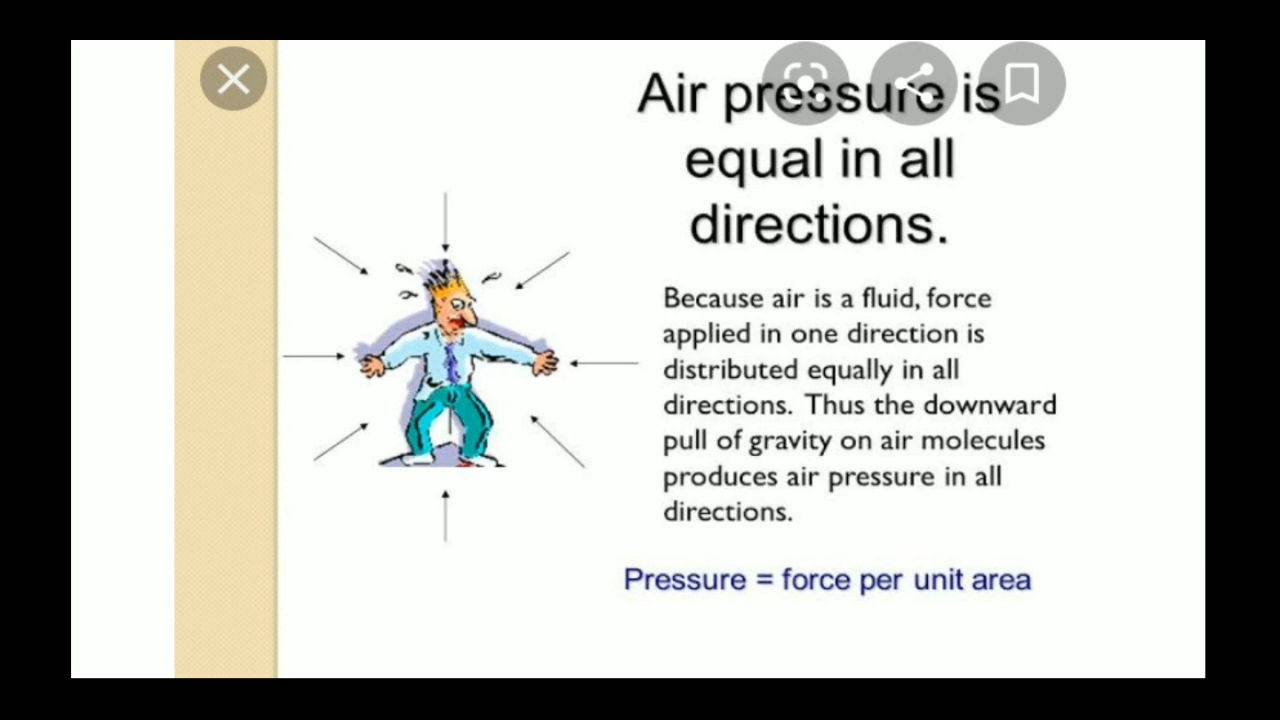 Air pressure is
equal in all
directions.
Because air is a fluid, force
applied in one direction is
distributed equally in all
directions. Thus the downward
pull of gravity on air molecules
produces air pressure in all
directions.
Pressure = force per unit area